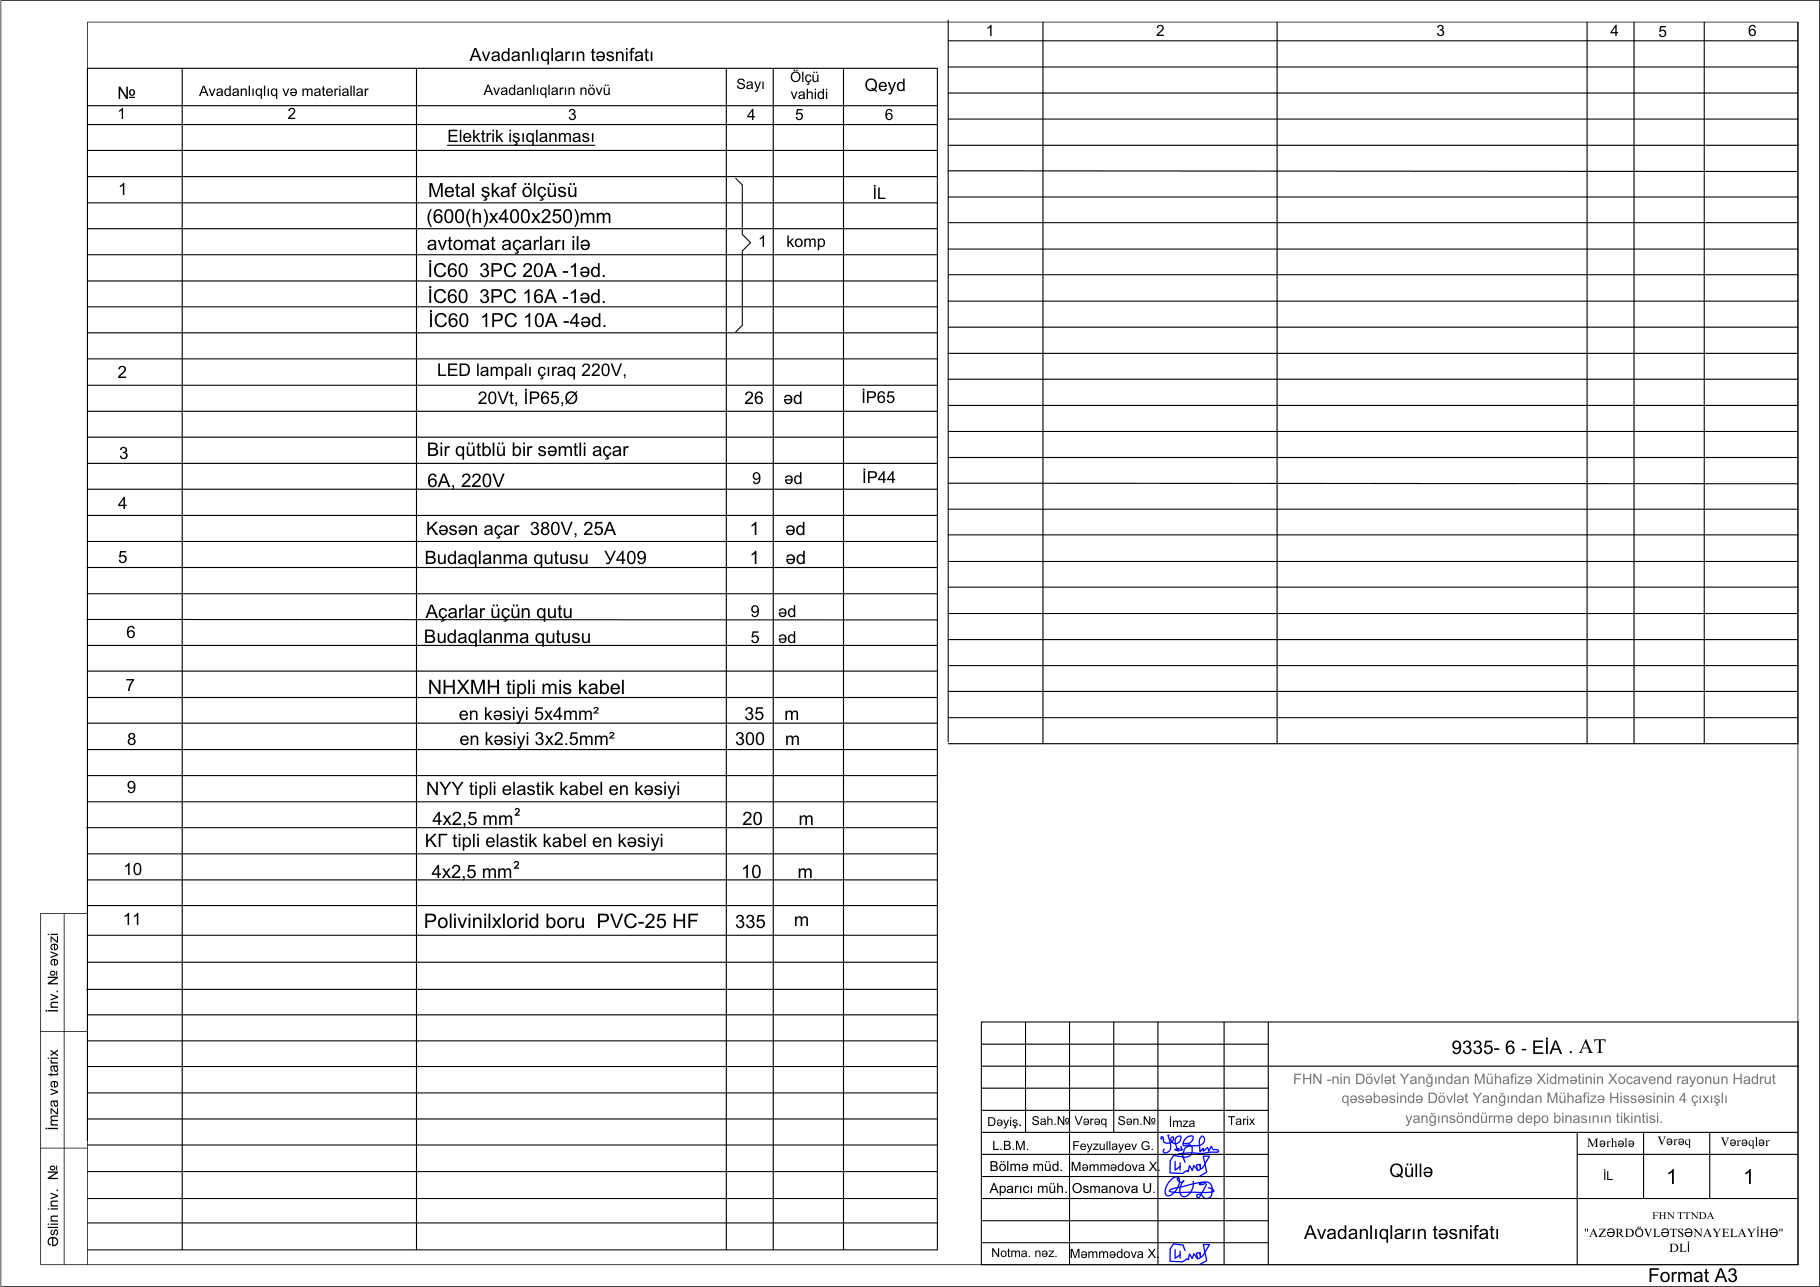 Avadanlıqların təsnifatı
№ Avadanlıqlıq və materiallar Avadanlıqların növü Sayı Ölçü vahidi Qeyd
1 2 3 4 5 6
Elektrik işıqlanması
1 Metal şkaf ölçüsü İL
(600(h)x400x250)mm
avtomat açarları ilə 1 komp
İC60 3PC 20A -1əd.
İC60 3PC 16A -1əd.
İC60 1PC 10A -4əd.
2 LED lampalı çıraq 220V,
20Vt, İP65,Ø 26 əd İP65
3 Bir qütblü bir səmtli açar
6A, 220V 9 əd İP44
4
Kəsən açar 380V, 25A 1 əd
5 Budaqlanma qutusu У409 1 əd
Açarlar üçün qutu 9 əd
6 Budaqlanma qutusu 5 əd
7 NHXMH tipli mis kabel
en kəsiyi 5x4mm² 35 m
8 en kəsiyi 3x2.5mm² 300 m
9 NYY tipli elastik kabel en kəsiyi
4x2,5 mm² 20 m
КГ tipli elastik kabel en kəsiyi
10 4x2,5 mm² 10 m
11 Polivinilxlorid boru PVC-25 HF 335 m
İnv. № əvəzi
İmza və tarix
Əslin inv. №
1 2 3 4 5 6
9335- 6 - EİA . AT
FHN -nin Dövlət Yanğından Mühafizə Xidmətinin Xocavend rayonun Hadrut
qəsəbəsində Dövlət Yanğından Mühafizə Hissəsinin 4 çıxışlı
yanğınsöndürmə depo binasının tikintisi.
Dəyiş. Səh.№ Vərəq Sən.№ İmza Tarix
L.B.M. Feyzullayev G.
Bölmə müd. Məmmədova X.
Aparıcı müh. Osmanova U.
Notma. nəz. Məmmədova X.
Qüllə
Mərhələ Vərəq Vərəqlər
İL 1 1
Avadanlıqların təsnifatı
FHN TTNDA
"AZƏRDÖVLƏTSƏNAYELAYİHƏ"
DLİ
Format A3